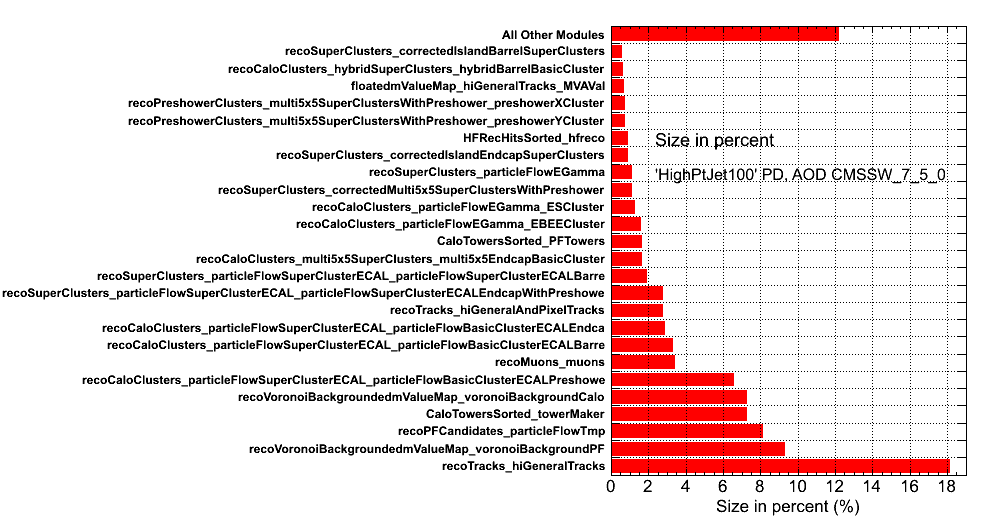 All Other Modules
recoSuperClusters_correctedIslandBarrelSuperClusters
recoCaloClusters_hybridSuperClusters_hybridBarrelBasicCluster
floatedmValueMap_hiGeneralTracks_MVAVal
recoPreshowerClusters_multi5x5SuperClustersWithPreshower_preshowerXCluster
recoPreshowerClusters_multi5x5SuperClustersWithPreshower_preshowerYCluster
HFRecHitsSorted_hfreco
Size in percent
recoSuperClusters_correctedIslandEndcapSuperClusters
recoSuperClusters_particleFlowEGamma
'HighPtJet100' PD, AOD CMSSW_7_5_0
recoSuperClusters_correctedMulti5x5SuperClustersWithPreshower
recoCaloClusters_particleFlowEGamma_ESCluster
recoCaloClusters_particleFlowEGamma_EBEECluster
CaloTowersSorted_PFTowers
recoCaloClusters_multi5x5SuperClusters_multi5x5EndcapBasicCluster
recoSuperClusters_particleFlowSuperClusterECAL_particleFlowSuperClusterECALBarre
recoSuperClusters_particleFlowSuperClusterECAL_particleFlowSuperClusterECALEndcapWithPreshowe
recoTracks_hiGeneralAndPixelTracks
recoCaloClusters_particleFlowSuperClusterECAL_particleFlowBasicClusterECALEndca
recoCaloClusters_particleFlowSuperClusterECAL_particleFlowBasicClusterECALBarre
recoMuons_muons
recoCaloClusters_particleFlowSuperClusterECAL_particleFlowBasicClusterECALPreshowe
recoVoronoiBackgroundedmValueMap_voronoiBackgroundCalo
CaloTowersSorted_towerMaker
recoPFCandidates_particleFlowTmp
recoVoronoiBackgroundedmValueMap_voronoiBackgroundPF
recoTracks_hiGeneralTracks
0 2 4 6 8 10 12 14 16 18
Size in percent (%)